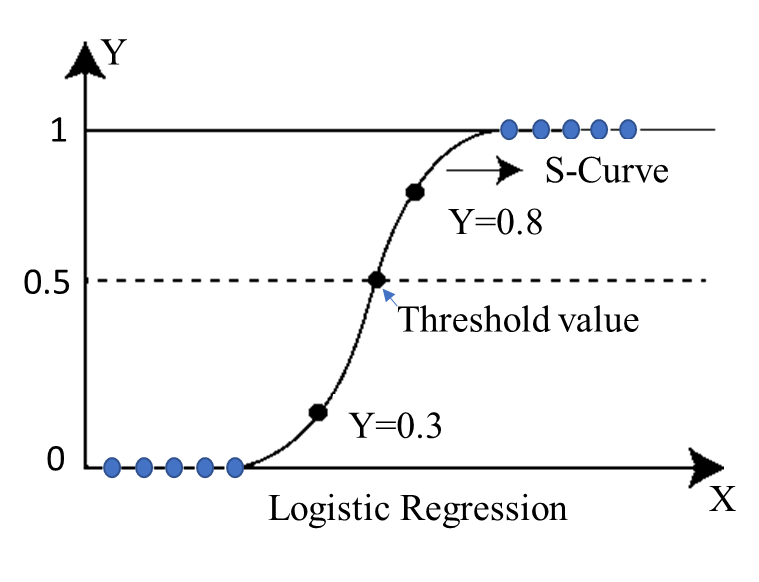 Y
1
S-Curve
Y=0.8
0.5
Threshold value
Y=0.3
0
X
Logistic Regression